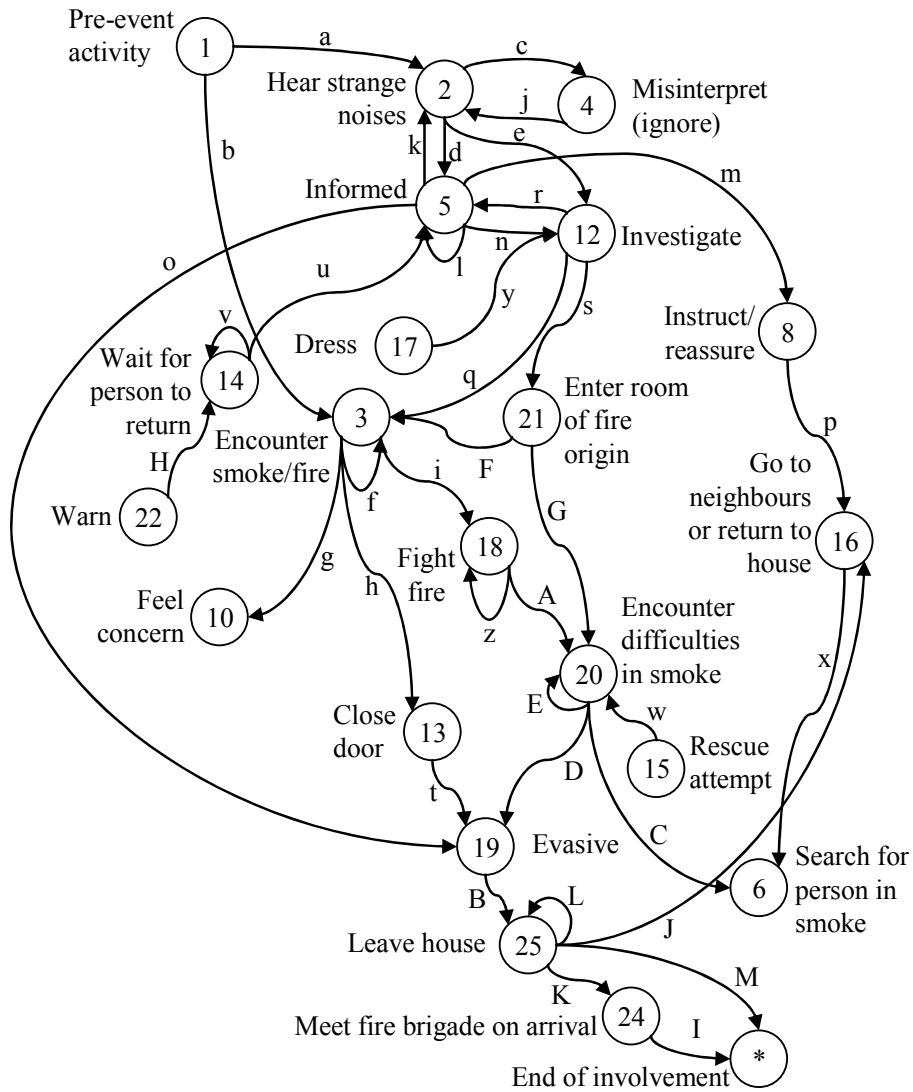 Pre-event
activity
1
a
c
2
Hear strange
noises
j
4
Misinterpret
(ignore)
b
k
d
e
m
Informed
5
r
12
Investigate
n
l
o
u
y
s
v
Dress
17
8
Instruct/
reassure
Wait for
person to
return
14
q
3
Encounter
smoke/fire
21
Enter room
of fire
origin
p
H
F
i
f
Warn
22
G
Go to
neighbours
or return to
house
16
g
h
18
Fight
fire
A
z
Feel
concern
10
Encounter
difficulties
in smoke
20
E
x
w
Close
door
13
15
Rescue
attempt
D
t
C
19
Evasive
6
Search for
person in
smoke
B
L
J
Leave house
25
K
M
Meet fire brigade on arrival
24
I
End of involvement
*